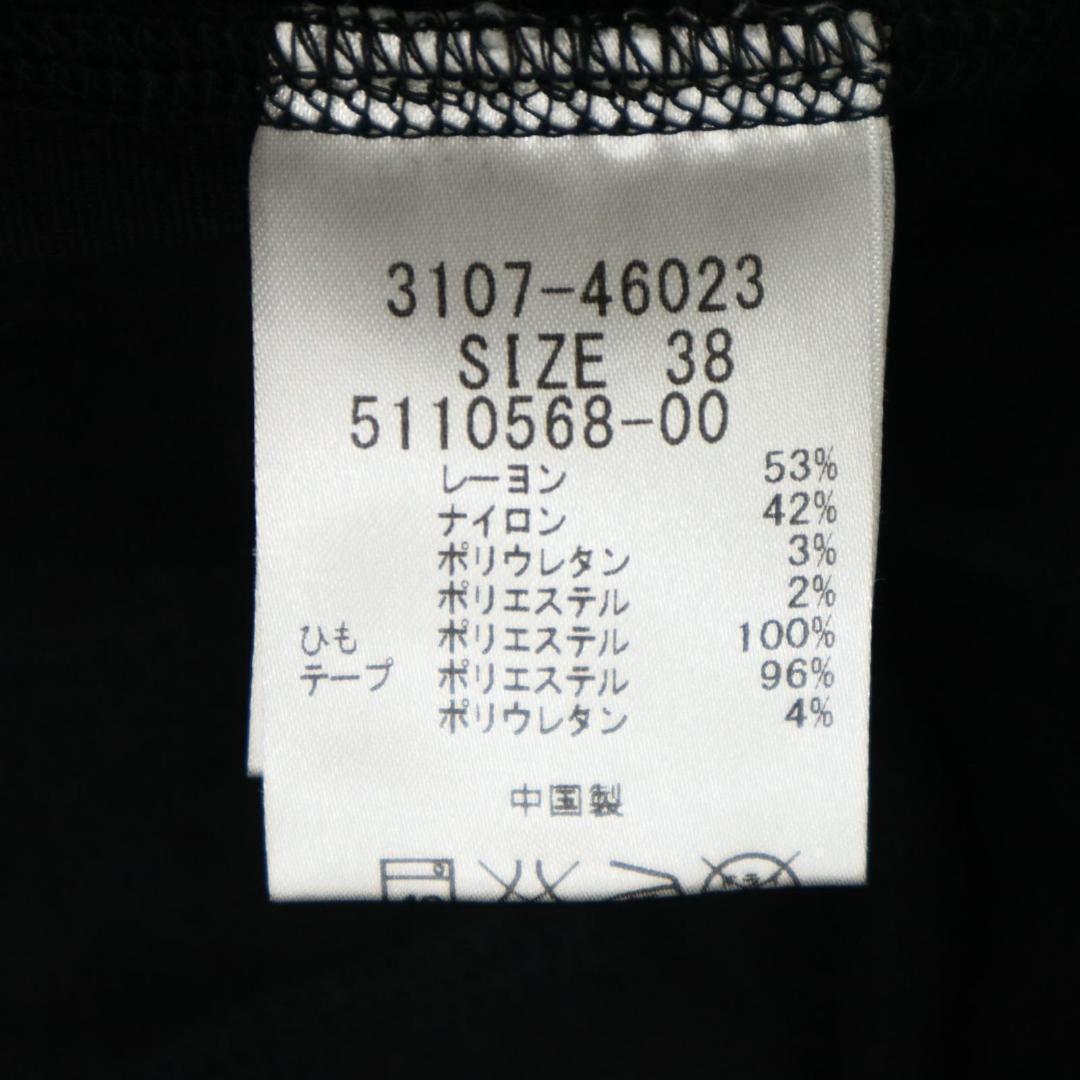 3107-46023
SIZE 38
5110568-00
レーヨン 53%
ナイロン 42%
ポリウレタン 3%
ポリエステル 2%
ひも ポリエステル 100%
テープ ポリエステル 96%
ポリウレタン 4%
中国製
ドライ